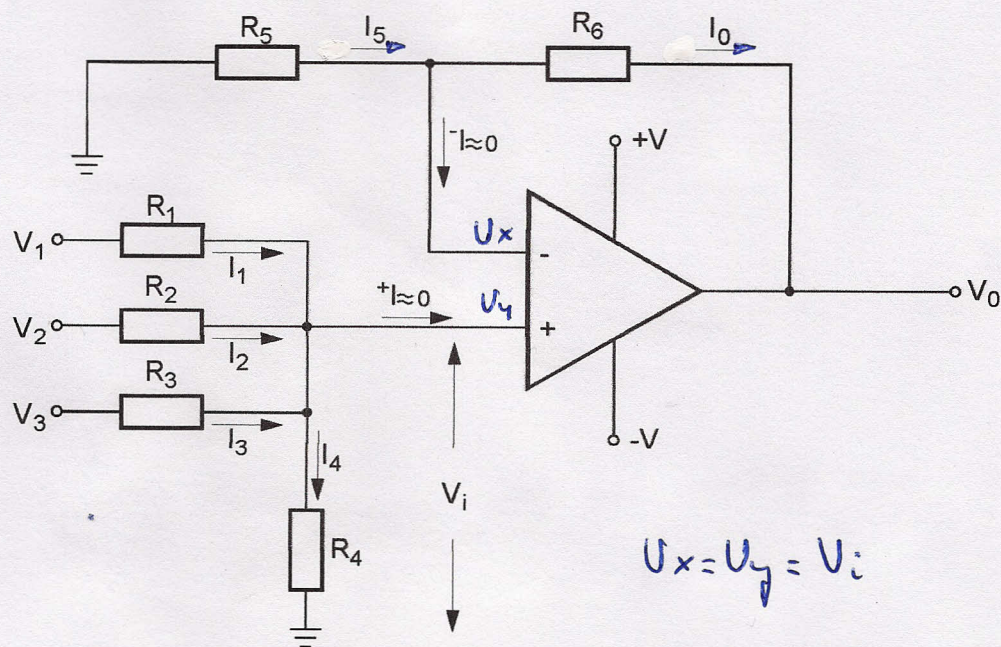 R5 I5 R6 I0
-I≈0 +V
R1
V1 I1 Ux -
R2 +I≈0 Uy V0
V2 I2 +
R3
V3 I3 I4 -V
Vi
R4 Ux=Uy=Vi